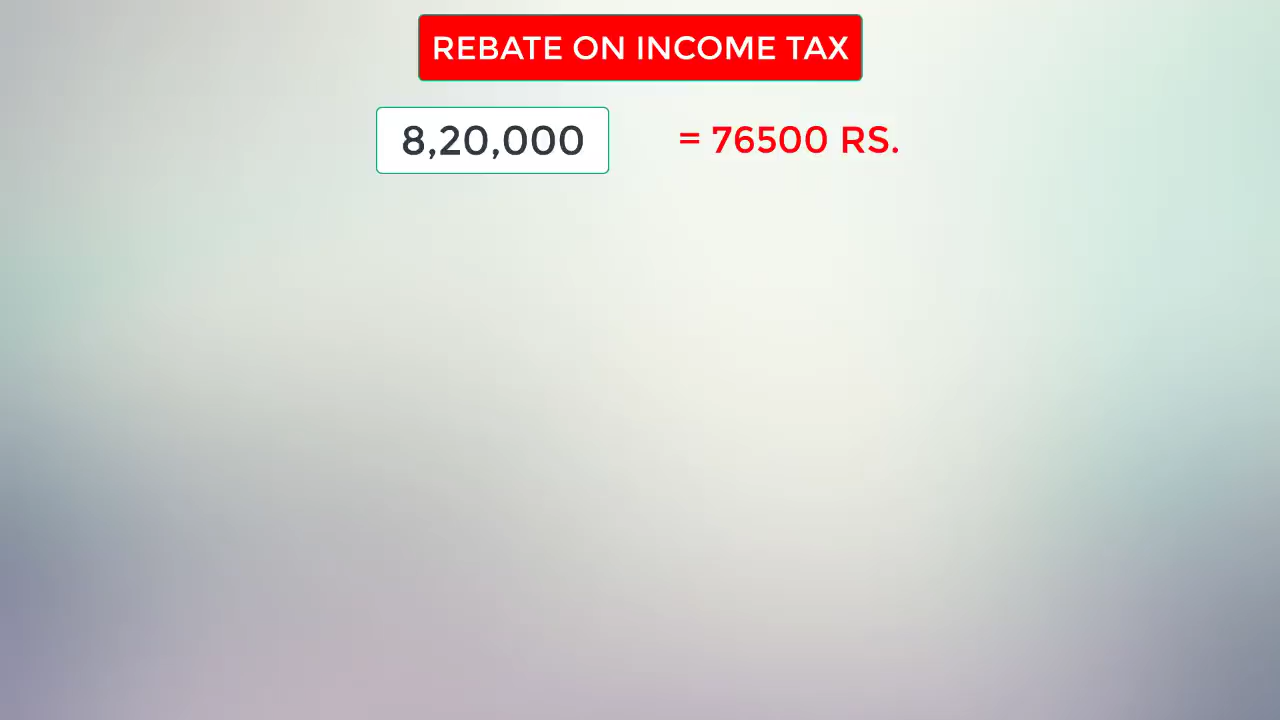 REBATE ON INCOME TAX
8,20,000 = 76500 RS.